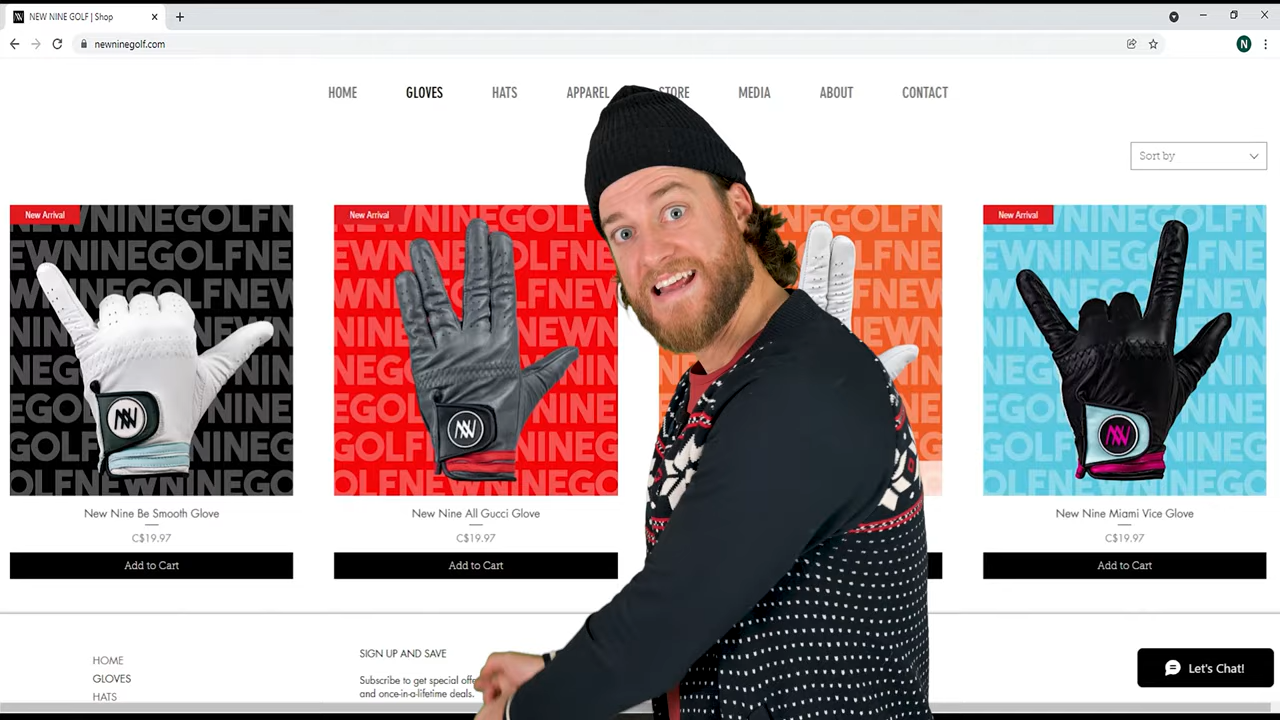 NEW NINE GOLF | Shop
newninegolf.com
N
HOME GLOVES HATS APPAREL STORE MEDIA ABOUT CONTACT
Sort by
New Arrival
New Arrival
New Arrival
New Nine Be Smooth Glove
New Nine All Gucci Glove
New Nine Miami Vice Glove
C$19.97
C$19.97
C$19.97
Add to Cart
Add to Cart
Add to Cart
HOME
GLOVES
HATS
SIGN UP AND SAVE
Subscribe to get special
and once-in-a-lifetime deals.
Let's Chat!